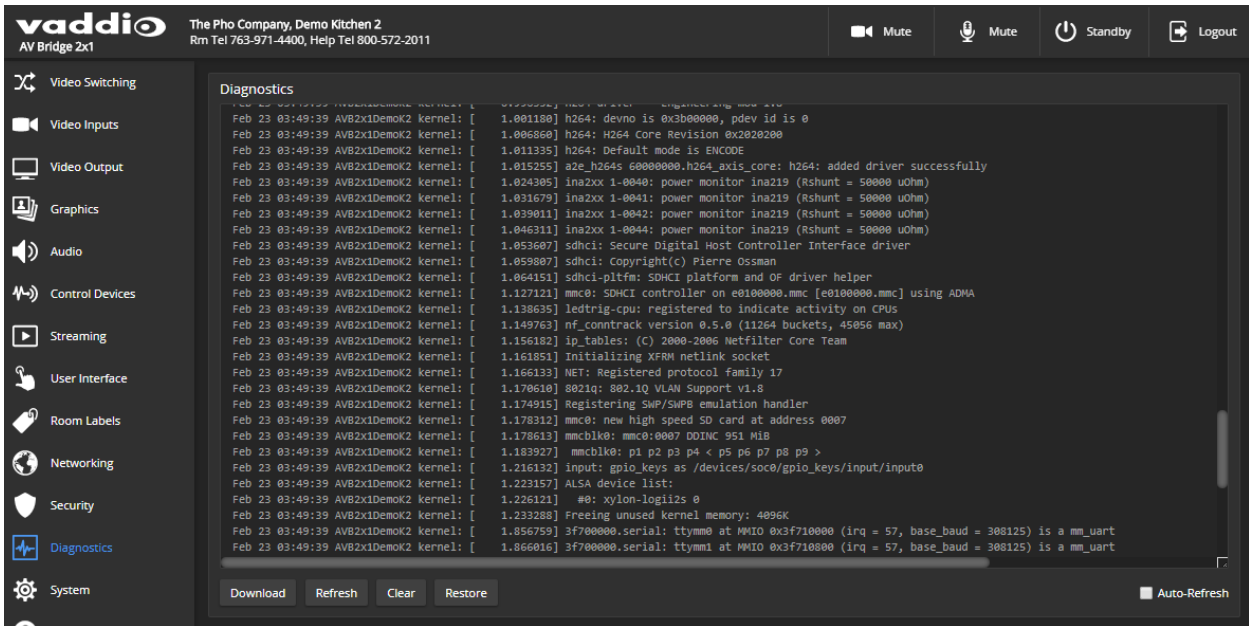 vaddio
AV Bridge 2x1
The Pho Company, Demo Kitchen 2
Rm Tel 763-971-4400, Help Tel 800-572-2011
Mute
Mute
Standby
Logout
Video Switching
Video Inputs
Video Output
Graphics
Audio
Control Devices
Streaming
User Interface
Room Labels
Networking
Security
Diagnostics
System
Diagnostics
Feb 23 03:49:39 AVB2x1DemoK2 kernel: [ 1.001180] h264: devno is 0x3b00000, pdev id is 0
Feb 23 03:49:39 AVB2x1DemoK2 kernel: [ 1.006860] h264: H264 Core Revision 0x2020200
Feb 23 03:49:39 AVB2x1DemoK2 kernel: [ 1.011335] h264: Default mode is ENCODE
Feb 23 03:49:39 AVB2x1DemoK2 kernel: [ 1.015255] a2e_h264s 60000000.h264_axis_core: h264: added driver successfully
Feb 23 03:49:39 AVB2x1DemoK2 kernel: [ 1.024305] ina2xx 1-0040: power monitor ina219 (Rshunt = 50000 uOhm)
Feb 23 03:49:39 AVB2x1DemoK2 kernel: [ 1.031679] ina2xx 1-0041: power monitor ina219 (Rshunt = 50000 uOhm)
Feb 23 03:49:39 AVB2x1DemoK2 kernel: [ 1.039011] ina2xx 1-0042: power monitor ina219 (Rshunt = 50000 uOhm)
Feb 23 03:49:39 AVB2x1DemoK2 kernel: [ 1.046311] ina2xx 1-0044: power monitor ina219 (Rshunt = 50000 uOhm)
Feb 23 03:49:39 AVB2x1DemoK2 kernel: [ 1.053607] sdhci: Secure Digital Host Controller Interface driver
Feb 23 03:49:39 AVB2x1DemoK2 kernel: [ 1.059807] sdhci: Copyright(c) Pierre Ossman
Feb 23 03:49:39 AVB2x1DemoK2 kernel: [ 1.064151] sdhci-pltfm: SDHCI platform and OF driver helper
Feb 23 03:49:39 AVB2x1DemoK2 kernel: [ 1.127121] mmc0: SDHCI controller on e0100000.mmc [e0100000.mmc] using ADMA
Feb 23 03:49:39 AVB2x1DemoK2 kernel: [ 1.138635] ledtrig-cpu: registered to indicate activity on CPUs
Feb 23 03:49:39 AVB2x1DemoK2 kernel: [ 1.149763] nf_conntrack version 0.5.0 (11264 buckets, 45056 max)
Feb 23 03:49:39 AVB2x1DemoK2 kernel: [ 1.156182] ip_tables: (C) 2000-2006 Netfilter Core Team
Feb 23 03:49:39 AVB2x1DemoK2 kernel: [ 1.161851] Initializing XFRM netlink socket
Feb 23 03:49:39 AVB2x1DemoK2 kernel: [ 1.166133] NET: Registered protocol family 17
Feb 23 03:49:39 AVB2x1DemoK2 kernel: [ 1.170610] 8021q: 802.1Q VLAN Support v1.8
Feb 23 03:49:39 AVB2x1DemoK2 kernel: [ 1.174915] Registering SWP/SWPB emulation handler
Feb 23 03:49:39 AVB2x1DemoK2 kernel: [ 1.178312] mmc0: new high speed SD card at address 0007
Feb 23 03:49:39 AVB2x1DemoK2 kernel: [ 1.178613] mmcblk0: mmc0:0007 DDINC 951 MiB
Feb 23 03:49:39 AVB2x1DemoK2 kernel: [ 1.183927] mmcblk0: p1 p2 p3 p4 < p5 p6 p7 p8 p9 >
Feb 23 03:49:39 AVB2x1DemoK2 kernel: [ 1.216132] input: gpio_keys as /devices/soc0/gpio_keys/input/input0
Feb 23 03:49:39 AVB2x1DemoK2 kernel: [ 1.223157] ALSA device list:
Feb 23 03:49:39 AVB2x1DemoK2 kernel: [ 1.226121] #0: xylon-logii2s 0
Feb 23 03:49:39 AVB2x1DemoK2 kernel: [ 1.233288] Freeing unused kernel memory: 4096K
Feb 23 03:49:39 AVB2x1DemoK2 kernel: [ 1.856759] 3f700000.serial: ttymm0 at MMIO 0x3f710000 (irq = 57, base_baud = 308125) is a mm_uart
Feb 23 03:49:39 AVB2x1DemoK2 kernel: [ 1.866016] 3f700000.serial: ttymm1 at MMIO 0x3f710800 (irq = 57, base_baud = 308125) is a mm_uart
Download
Refresh
Clear
Restore
Auto-Refresh